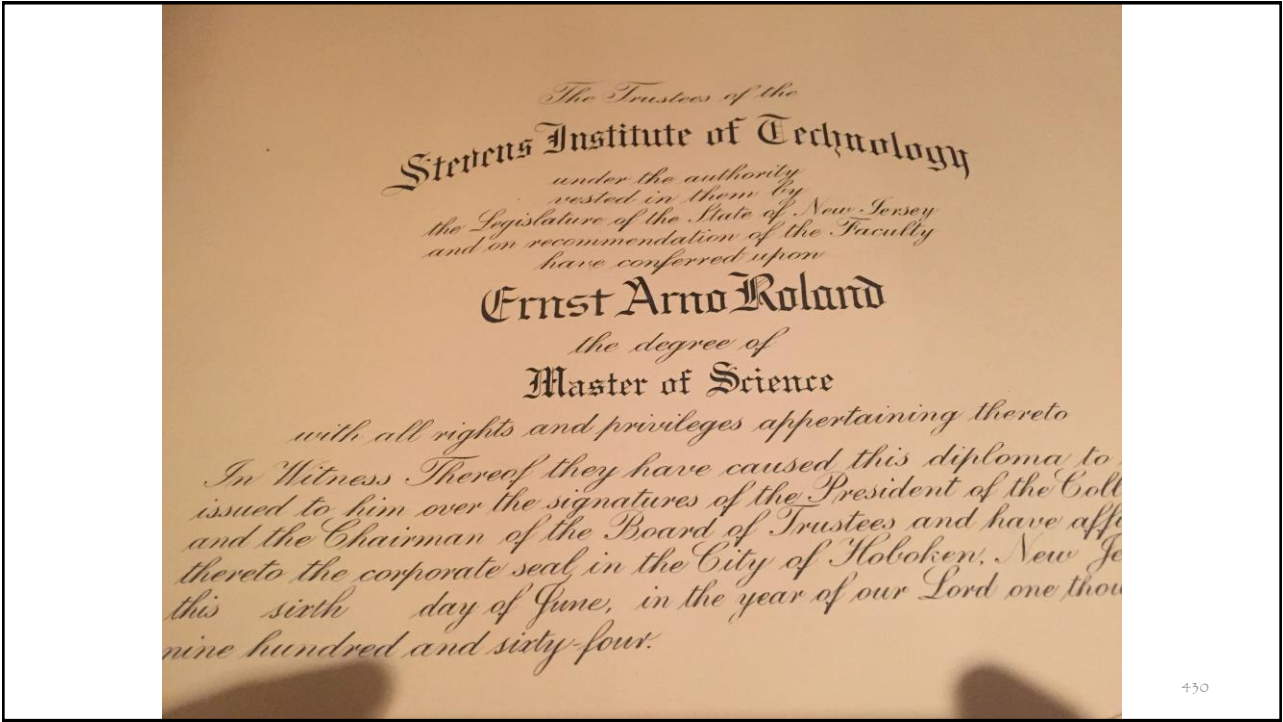 The Trustees of the
Stevens Institute of Technology
under the authority
vested in them by
the Legislature of the State of New Jersey
and on recommendation of the Faculty
have conferred upon
Ernst Arno Roland
the degree of
Master of Science
with all rights and privileges appertaining thereto
In Witness Thereof they have caused this diploma to
issued to him over the signatures of the President of the Coll
and the Chairman of the Board of Trustees and have affi
thereto the corporate seal, in the City of Hoboken, New Je
this sixth day of June, in the year of our Lord one thou
nine hundred and sixty-four.
430